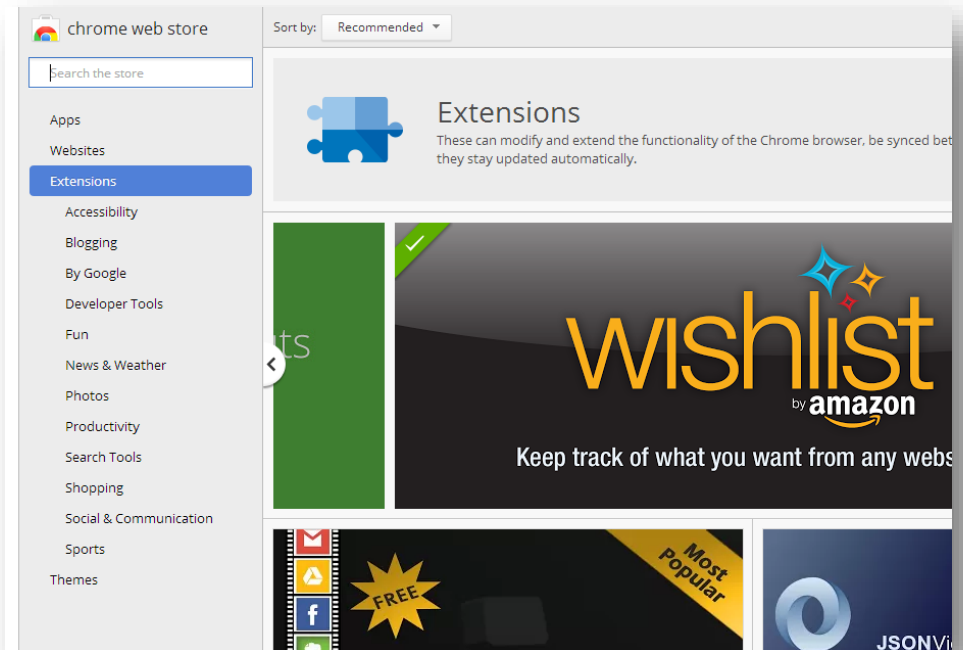 chrome web store
Search the store
Apps
Websites
Extensions
Accessibility
Blogging
By Google
Developer Tools
Fun
News & Weather
Photos
Productivity
Search Tools
Shopping
Social & Communication
Sports
Themes
Sort by: Recommended
Extensions
These can modify and extend the functionality of the Chrome browser, be synced bet
they stay updated automatically.
ts
wishlist
by amazon
Keep track of what you want from any webs
FREE
Most
Popular
f
JSONVi